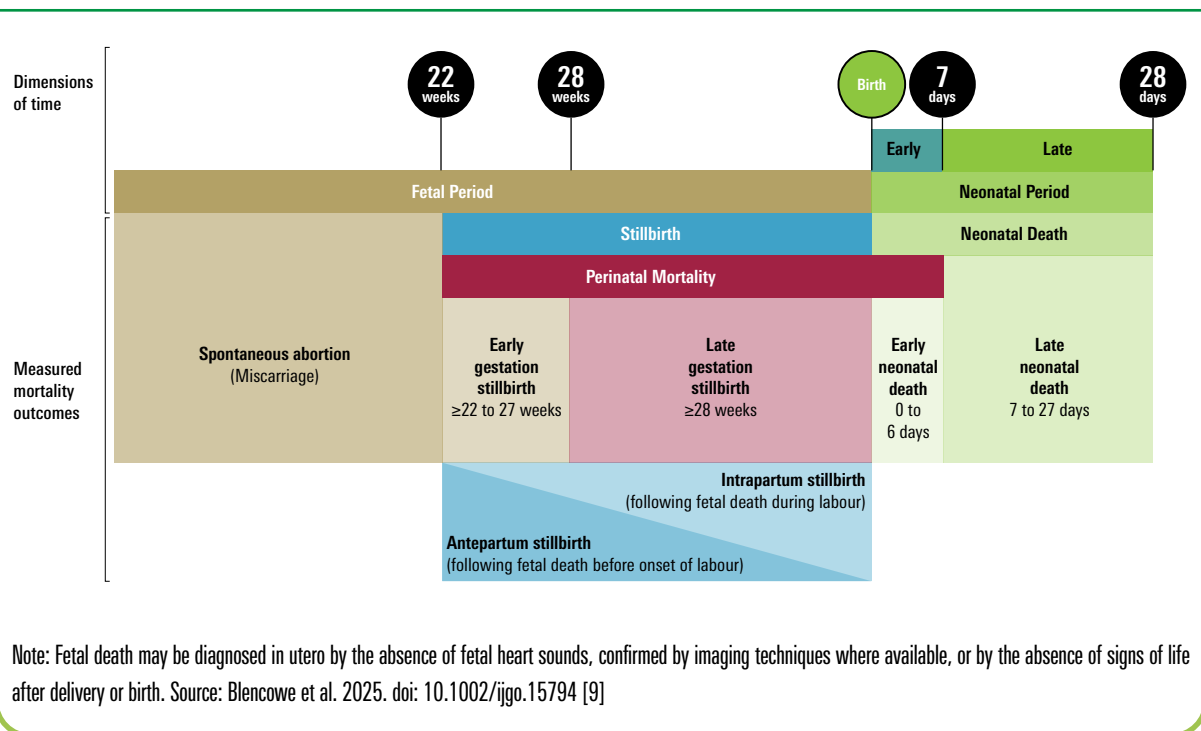 Dimensions
of time
22
weeks
28
weeks
Birth
7
days
28
days
Early
Late
Fetal Period
Neonatal Period
Stillbirth
Neonatal Death
Perinatal Mortality
Measured
mortality
outcomes
Spontaneous abortion
(Miscarriage)
Early
gestation
stillbirth
≥22 to 27 weeks
Late
gestation
stillbirth
≥28 weeks
Early
neonatal
death
0 to
6 days
Late
neonatal
death
7 to 27 days
Intrapartum stillbirth
(following fetal death during labour)
Antepartum stillbirth
(following fetal death before onset of labour)
Note: Fetal death may be diagnosed in utero by the absence of fetal heart sounds, confirmed by imaging techniques where available, or by the absence of signs of life
after delivery or birth. Source: Blencowe et al. 2025. doi: 10.1002/ijgo.15794 [9]